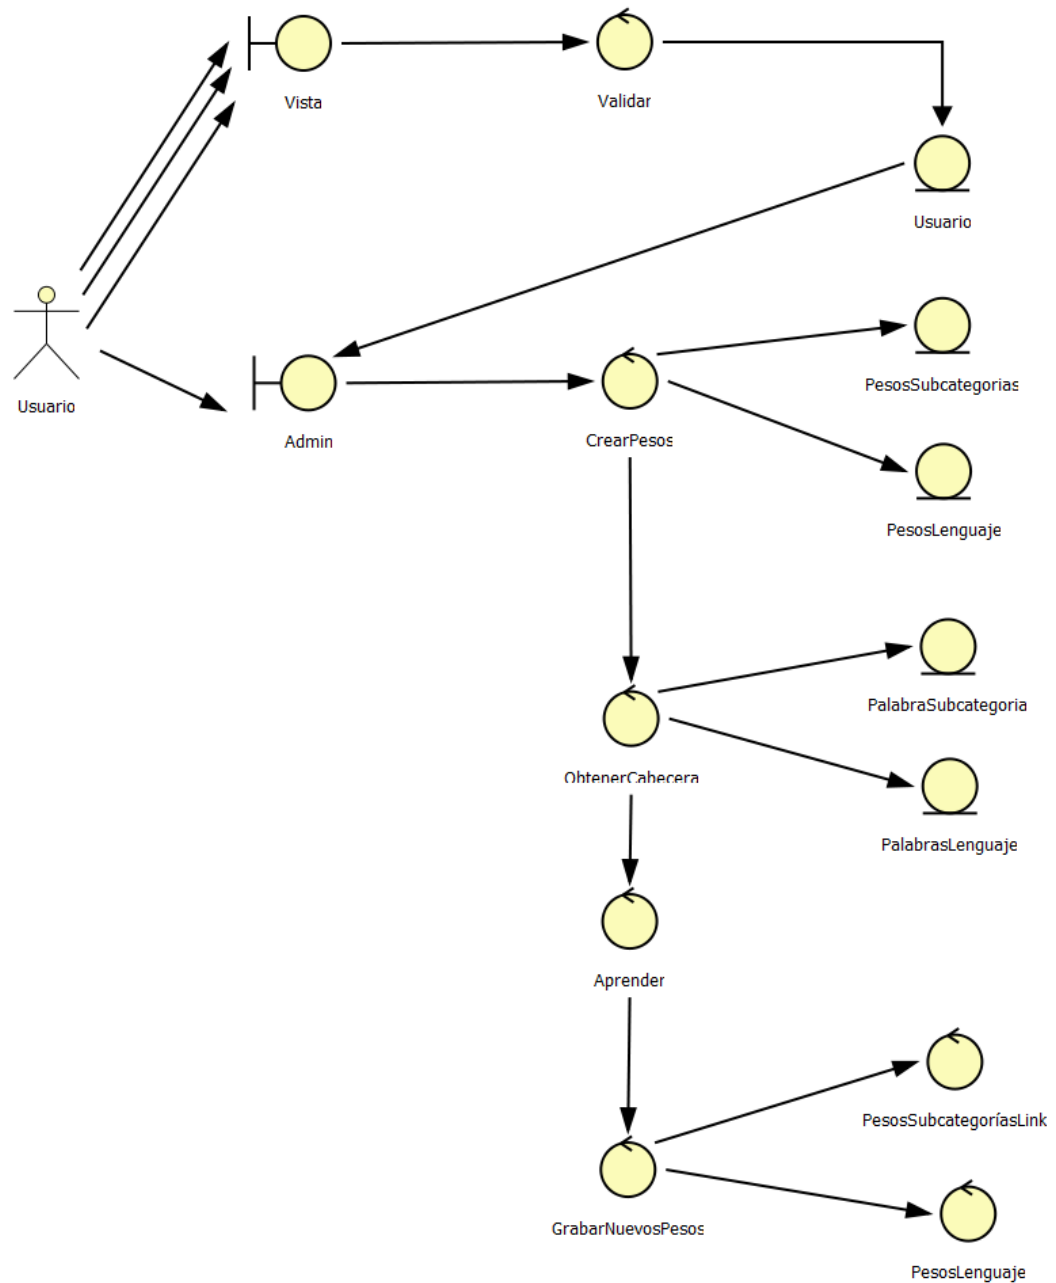 Vista
Validar
Usuario
Usuario
PesosSubcategorias
Admin
CrearPesos
PesosLenguaje
PalabraSubcategoria
ObtenerCabecera
PalabrasLenguaje
Aprender
PesosSubcategoríasLink
GrabarNuevosPesos
PesosLenguaje